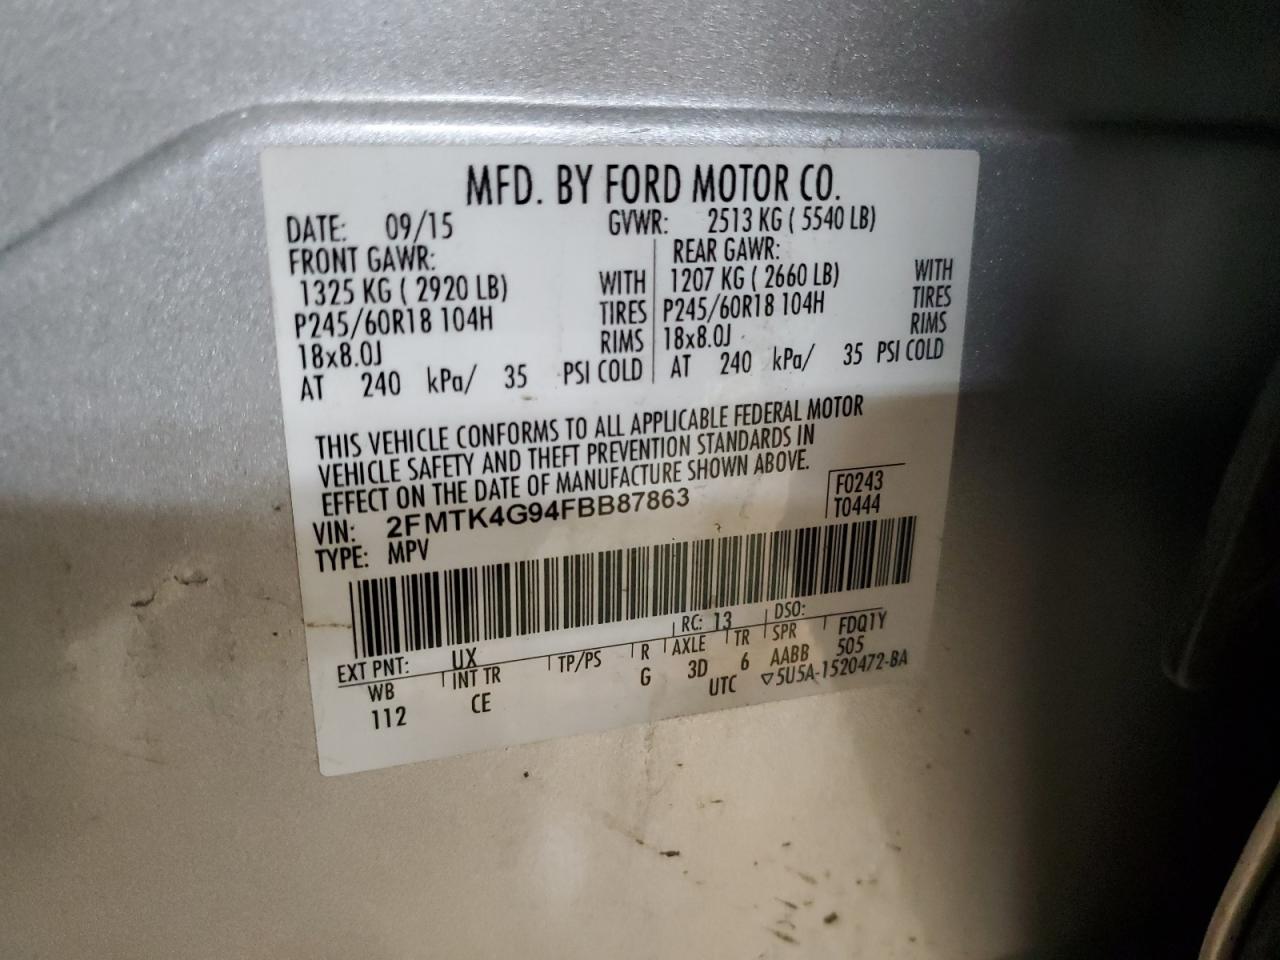 MFD. BY FORD MOTOR CO.
DATE: 09/15 GVWR: 2513 KG ( 5540 LB)
FRONT GAWR: REAR GAWR:
1325 KG ( 2920 LB) WITH 1207 KG ( 2660 LB) WITH
P245/60R18 104H TIRES P245/60R18 104H TIRES
18x8.0J RIMS 18x8.0J RIMS
AT 240 kPa/ 35 PSI COLD AT 240 kPa/ 35 PSI COLD
THIS VEHICLE CONFORMS TO ALL APPLICABLE FEDERAL MOTOR
VEHICLE SAFETY AND THEFT PREVENTION STANDARDS IN
EFFECT ON THE DATE OF MANUFACTURE SHOWN ABOVE.
F0243
VIN: 2FMTK4G94FBB87863 T0444
TYPE: MPV
RC: 13 DSO: FDQ1Y
EXT PNT: UX
WB INT TR TP/PS R AXLE TR SPR 505
112 CE G 3D 6 AABB
UTC ▽5U5A-1520472-BA